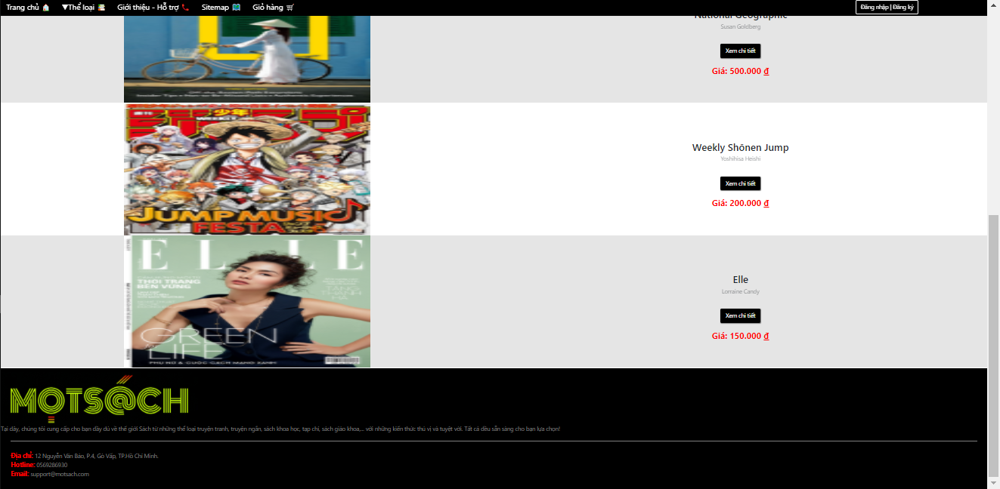 Trang chủ ▼Thể loại Giới thiệu - Hỗ trợ Sitemap Giỏ hàng Đăng nhập | Đăng ký
National Geographic
Susan Goldberg
Xem chi tiết
Giá: 500.000 ₫
少年
WEEKLY
JUMP MUSIC
FESTA
Weekly Shōnen Jump
Yoshihisa Heishi
Xem chi tiết
Giá: 200.000 ₫
ELLE
THỜI TRANG
BỀN VỮNG
GREEN
LIFE
Elle
Lorraine Candy
Xem chi tiết
Giá: 150.000 ₫
MỌTS@CH
Tại đây, chúng tôi cung cấp cho bạn đầy đủ về thế giới Sách từ những thể loại truyện tranh, truyện ngắn, sách khoa học, tạp chí, sách giáo khoa,... với những kiến thức thú vị và tuyệt vời. Tất cả đều sẵn sàng cho bạn lựa chọn!
Địa chỉ: 12 Nguyễn Văn Bảo, P.4, Gò Vấp, TP.Hồ Chí Minh.
Hotline: 0569286930
Email: support@motsach.com